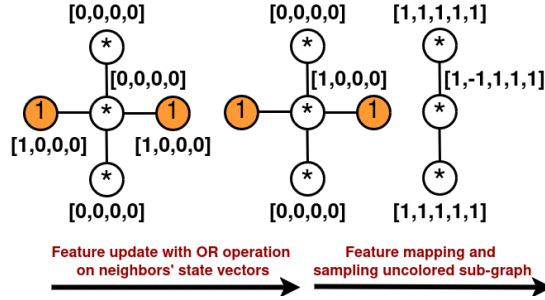 [0,0,0,0] [0,0,0,0] [1,1,1,1,1]
* * *
[0,0,0,0] [1,0,0,0] [1,-1,1,1,1]
1 * 1 1 * 1 *
[1,0,0,0] [1,0,0,0]
* * *
[0,0,0,0] [0,0,0,0] [1,1,1,1,1]
Feature update with OR operation
on neighbors' state vectors
Feature mapping and
sampling uncolored sub-graph